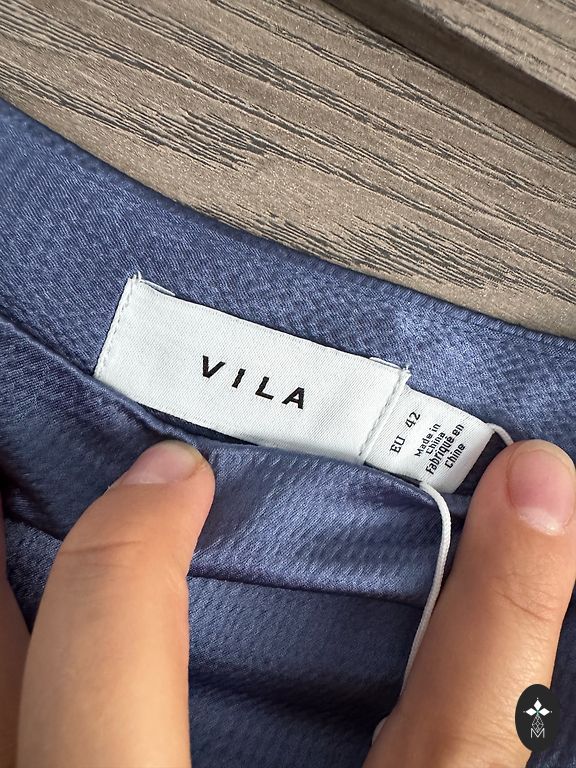 VILA
EU 42
Made in
China
Fabriqué en
Chine
M